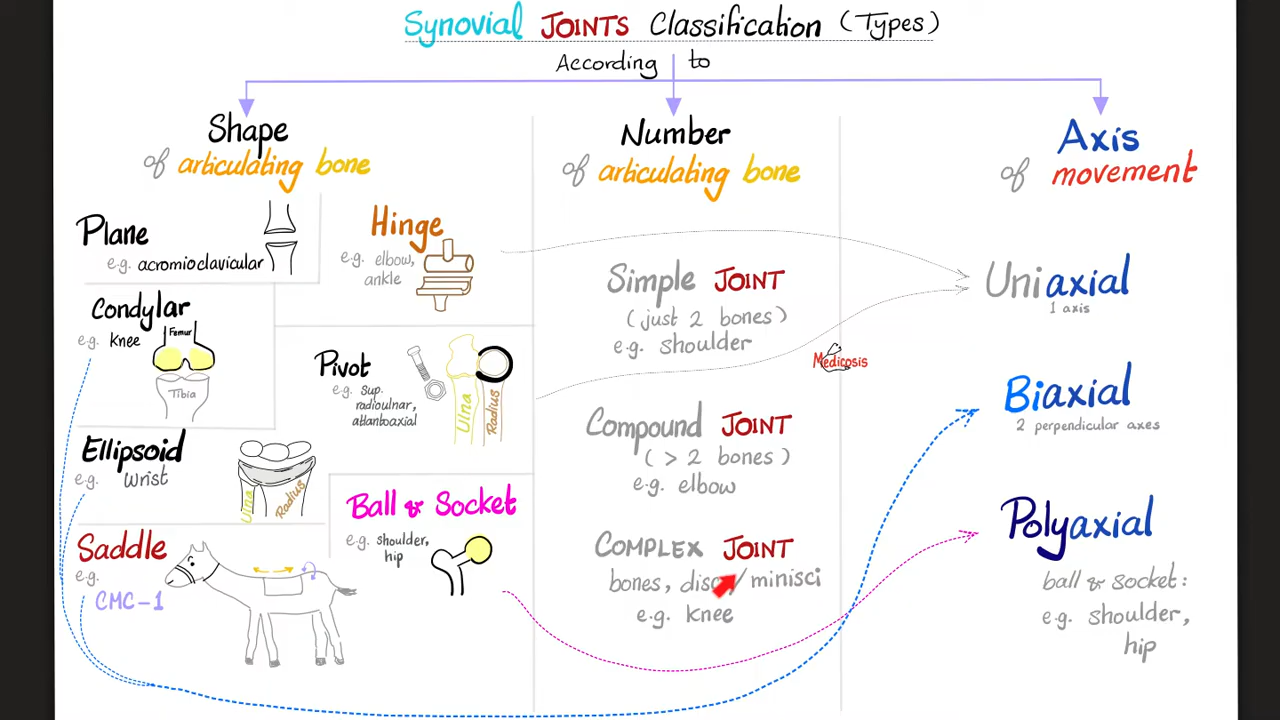 Synovial JOINTS Classification (Types)
According to
Shape
of articulating bone
Plane
e.g. acromioclavicular
Hinge
e.g. elbow,
ankle
Condylar
e.g. Knee
Femur
Tibia
Pivot
e.g. Sup.
radioulnar,
atlantoaxial
Ulna
Radius
Ellipsoid
e.g. Wrist
Ulna
Radius
Saddle
e.g.
CMC-1
Ball & Socket
e.g. shoulder,
hip
Number
of articulating bone
Simple JOINT
(just 2 bones)
e.g. shoulder
Compound JOINT
(> 2 bones)
e.g. elbow
COMPLEX JOINT
bones, disc/minisci
e.g. Knee
Medicosis
Axis
of movement
Uniaxial
1 axis
Biaxial
2 perpendicular axes
Polyaxial
ball & socket:
e.g. shoulder,
hip